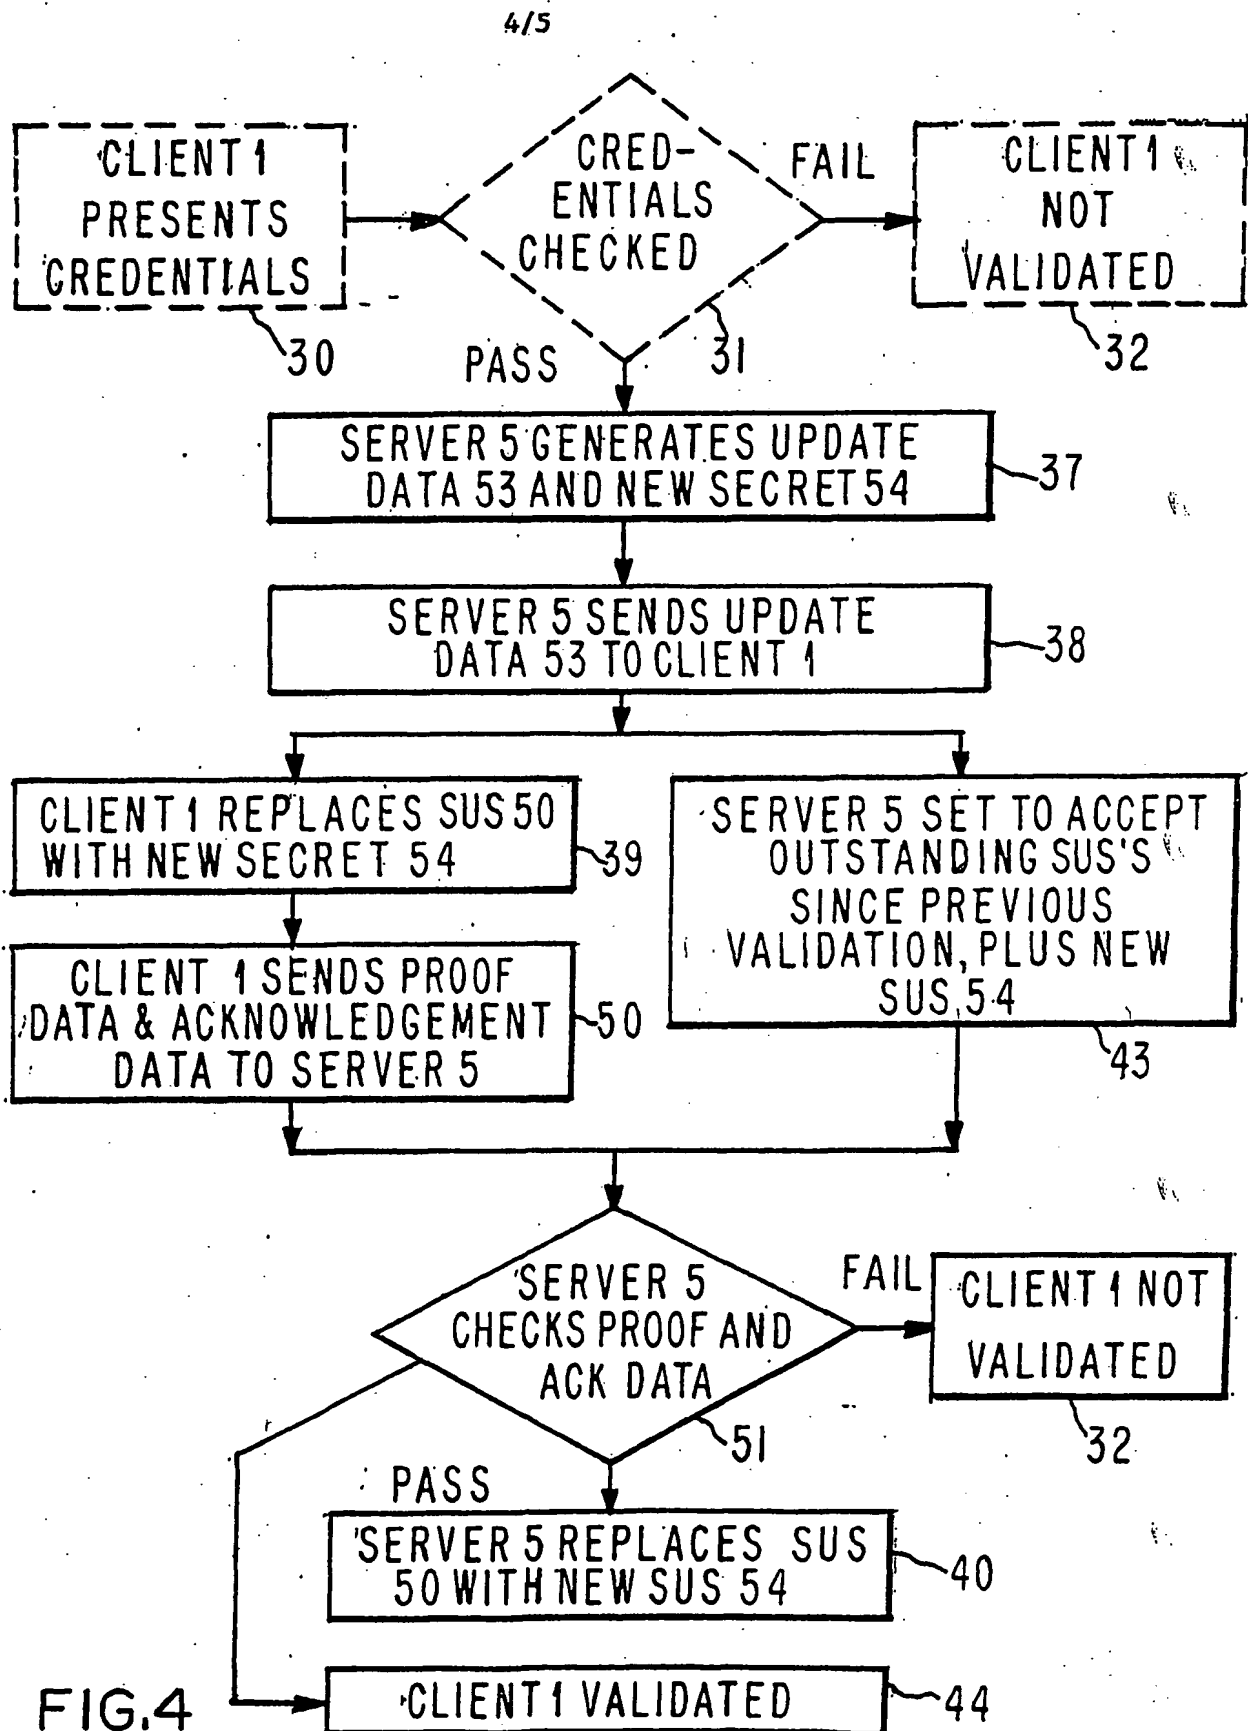 4/5
CLIENT 1
PRESENTS
CREDENTIALS
30
CRED-
ENTIALS
CHECKED
31
FAIL
CLIENT 1
NOT
VALIDATED
32
PASS
SERVER 5 GENERATES UPDATE
DATA 53 AND NEW SECRET 54
37
SERVER 5 SENDS UPDATE
DATA 53 TO CLIENT 1
38
CLIENT 1 REPLACES SUS 50
WITH NEW SECRET 54
39
SERVER 5 SET TO ACCEPT
OUTSTANDING SUS'S
SINCE PREVIOUS
VALIDATION, PLUS NEW
SUS 54
43
CLIENT 1 SENDS PROOF
DATA & ACKNOWLEDGEMENT
DATA TO SERVER 5
50
SERVER 5
CHECKS PROOF AND
ACK DATA
51
FAIL
CLIENT 1 NOT
VALIDATED
32
PASS
SERVER 5 REPLACES SUS
50 WITH NEW SUS 54
40
CLIENT 1 VALIDATED
44
FIG.4